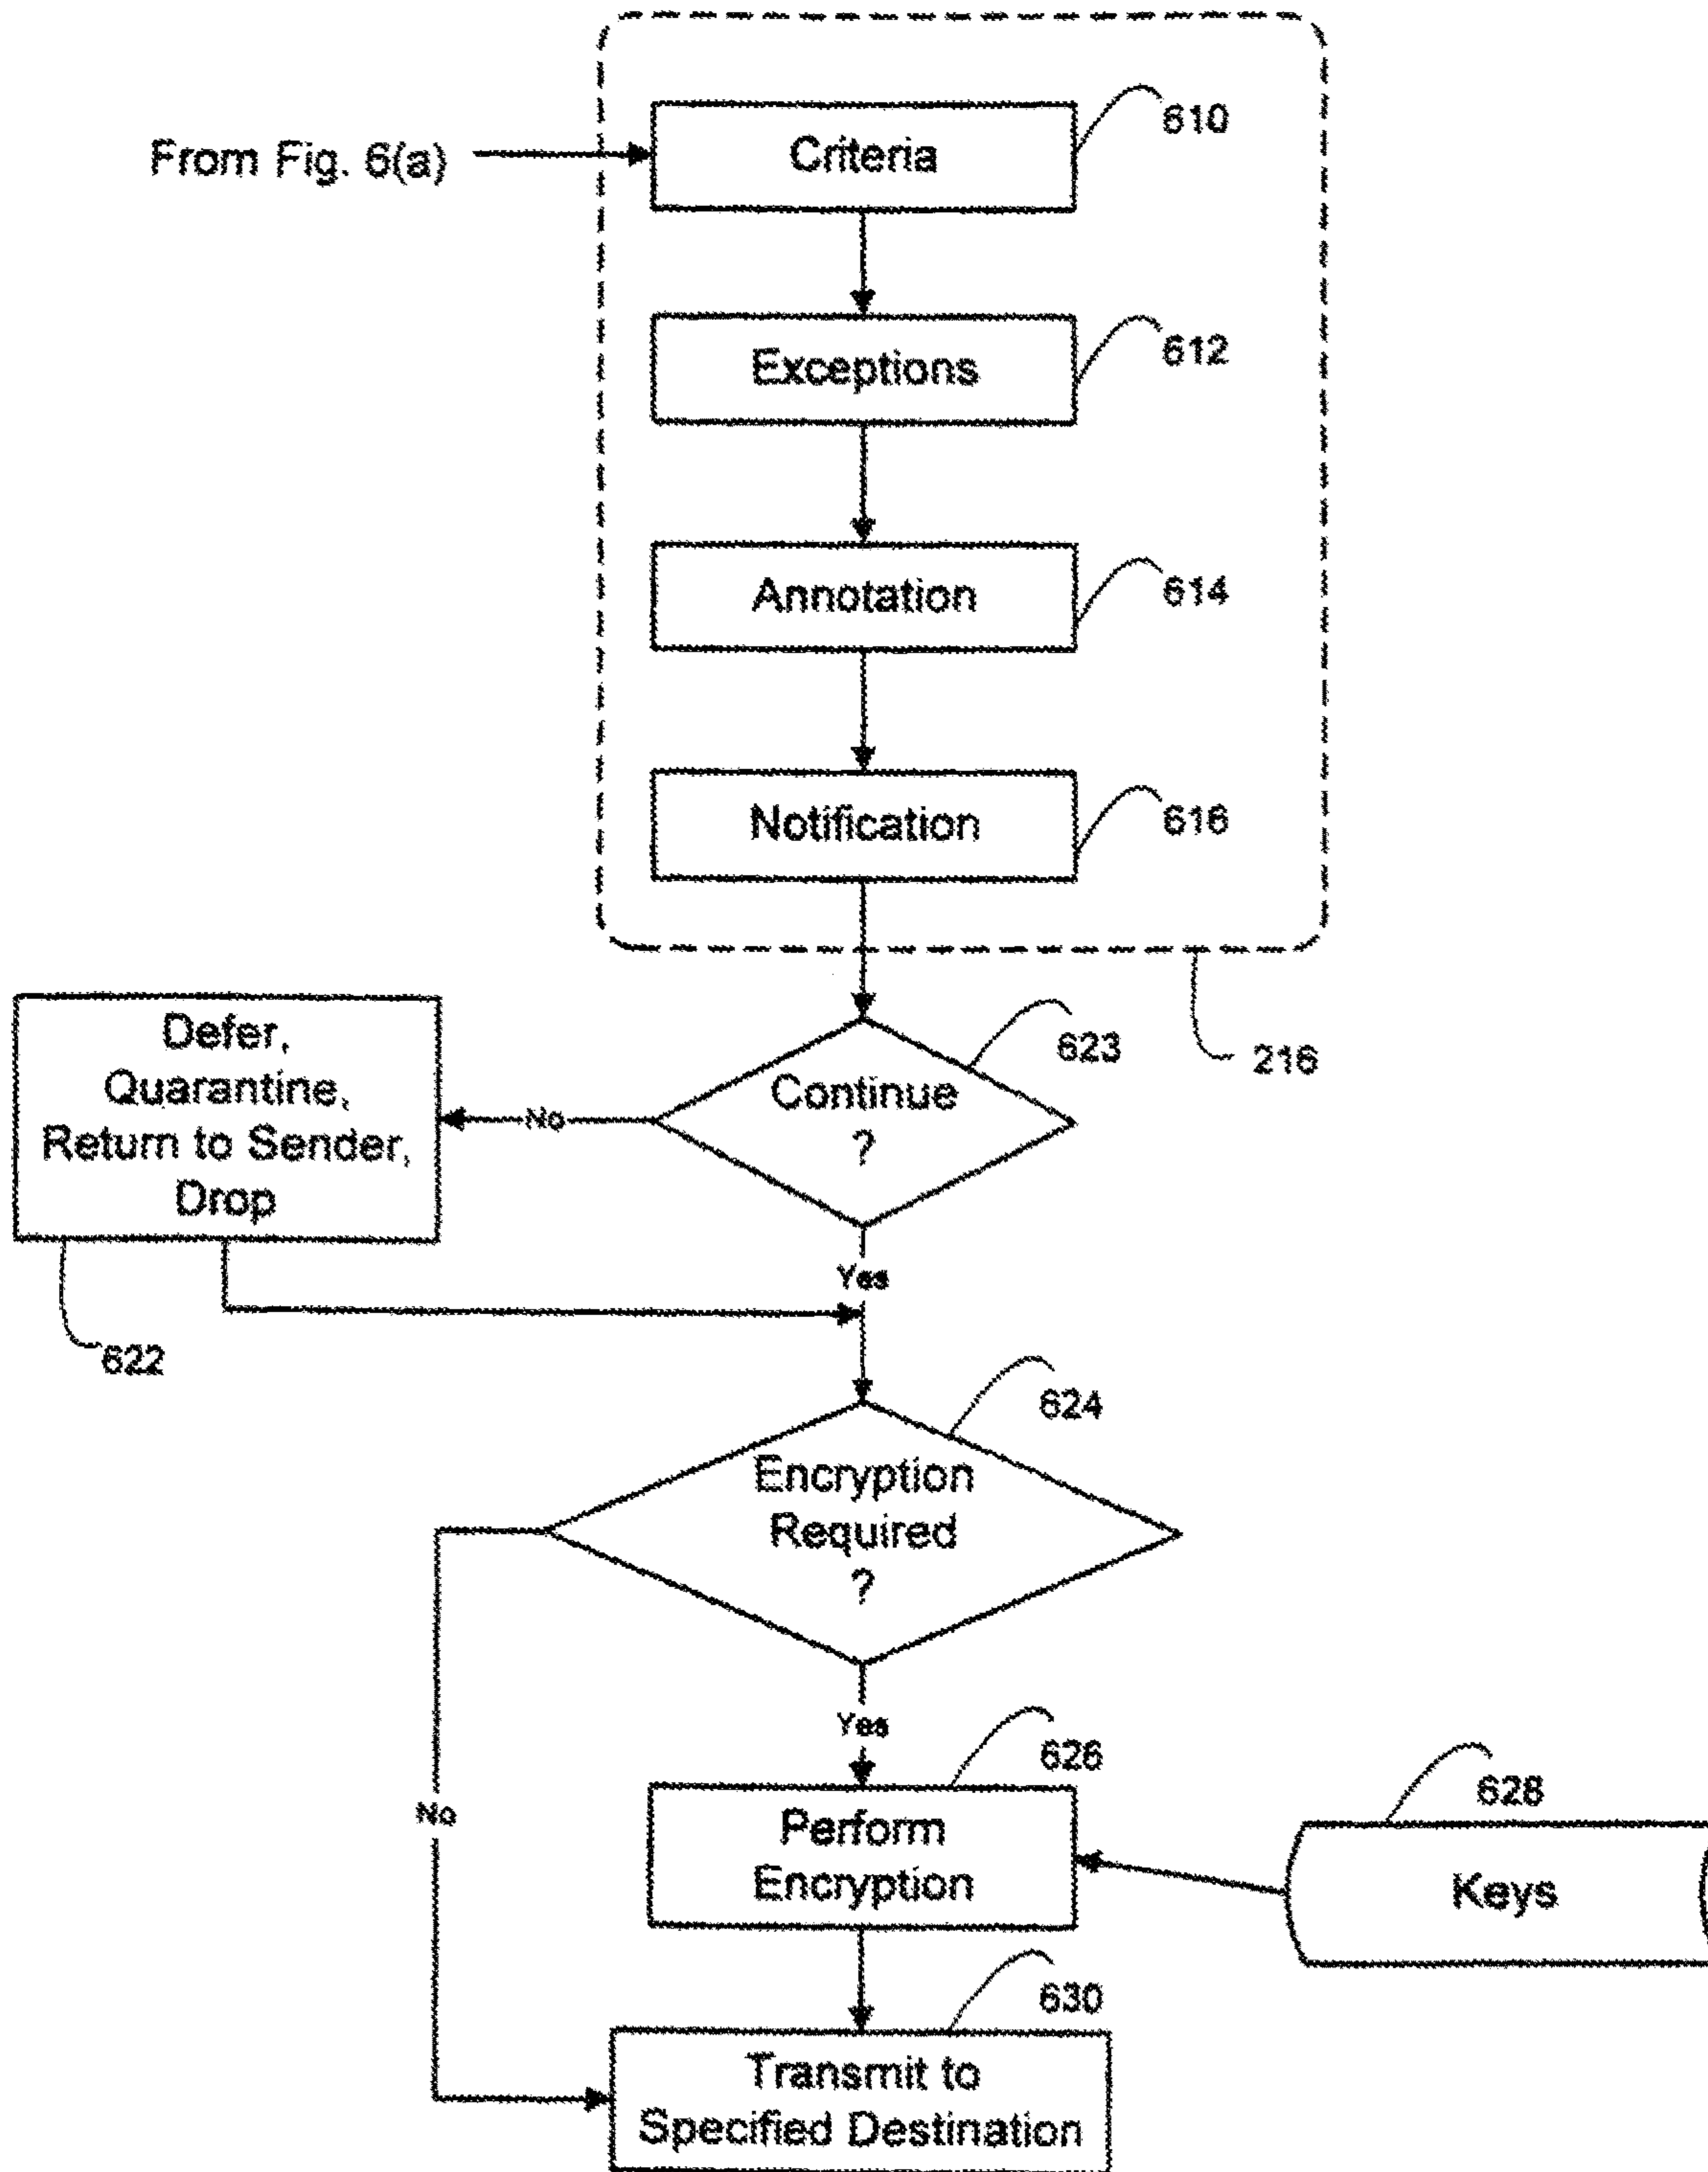 610
From Fig. 6(a)
Criteria
612
Exceptions
614
Annotation
616
Notification
216
623
Continue
?
No
Defer,
Quarantine,
Return to Sender,
Drop
Yes
622
624
Encryption
Required
?
Yes
No
626
Perform
Encryption
628
Keys
630
Transmit to
Specified Destination